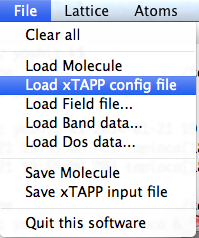 File Lattice Atoms
Clear all
Load Molecule
Load xTAPP config file
Load Field file...
Load Band data...
Load Dos data...
Save Molecule
Save xTAPP input file
Quit this software